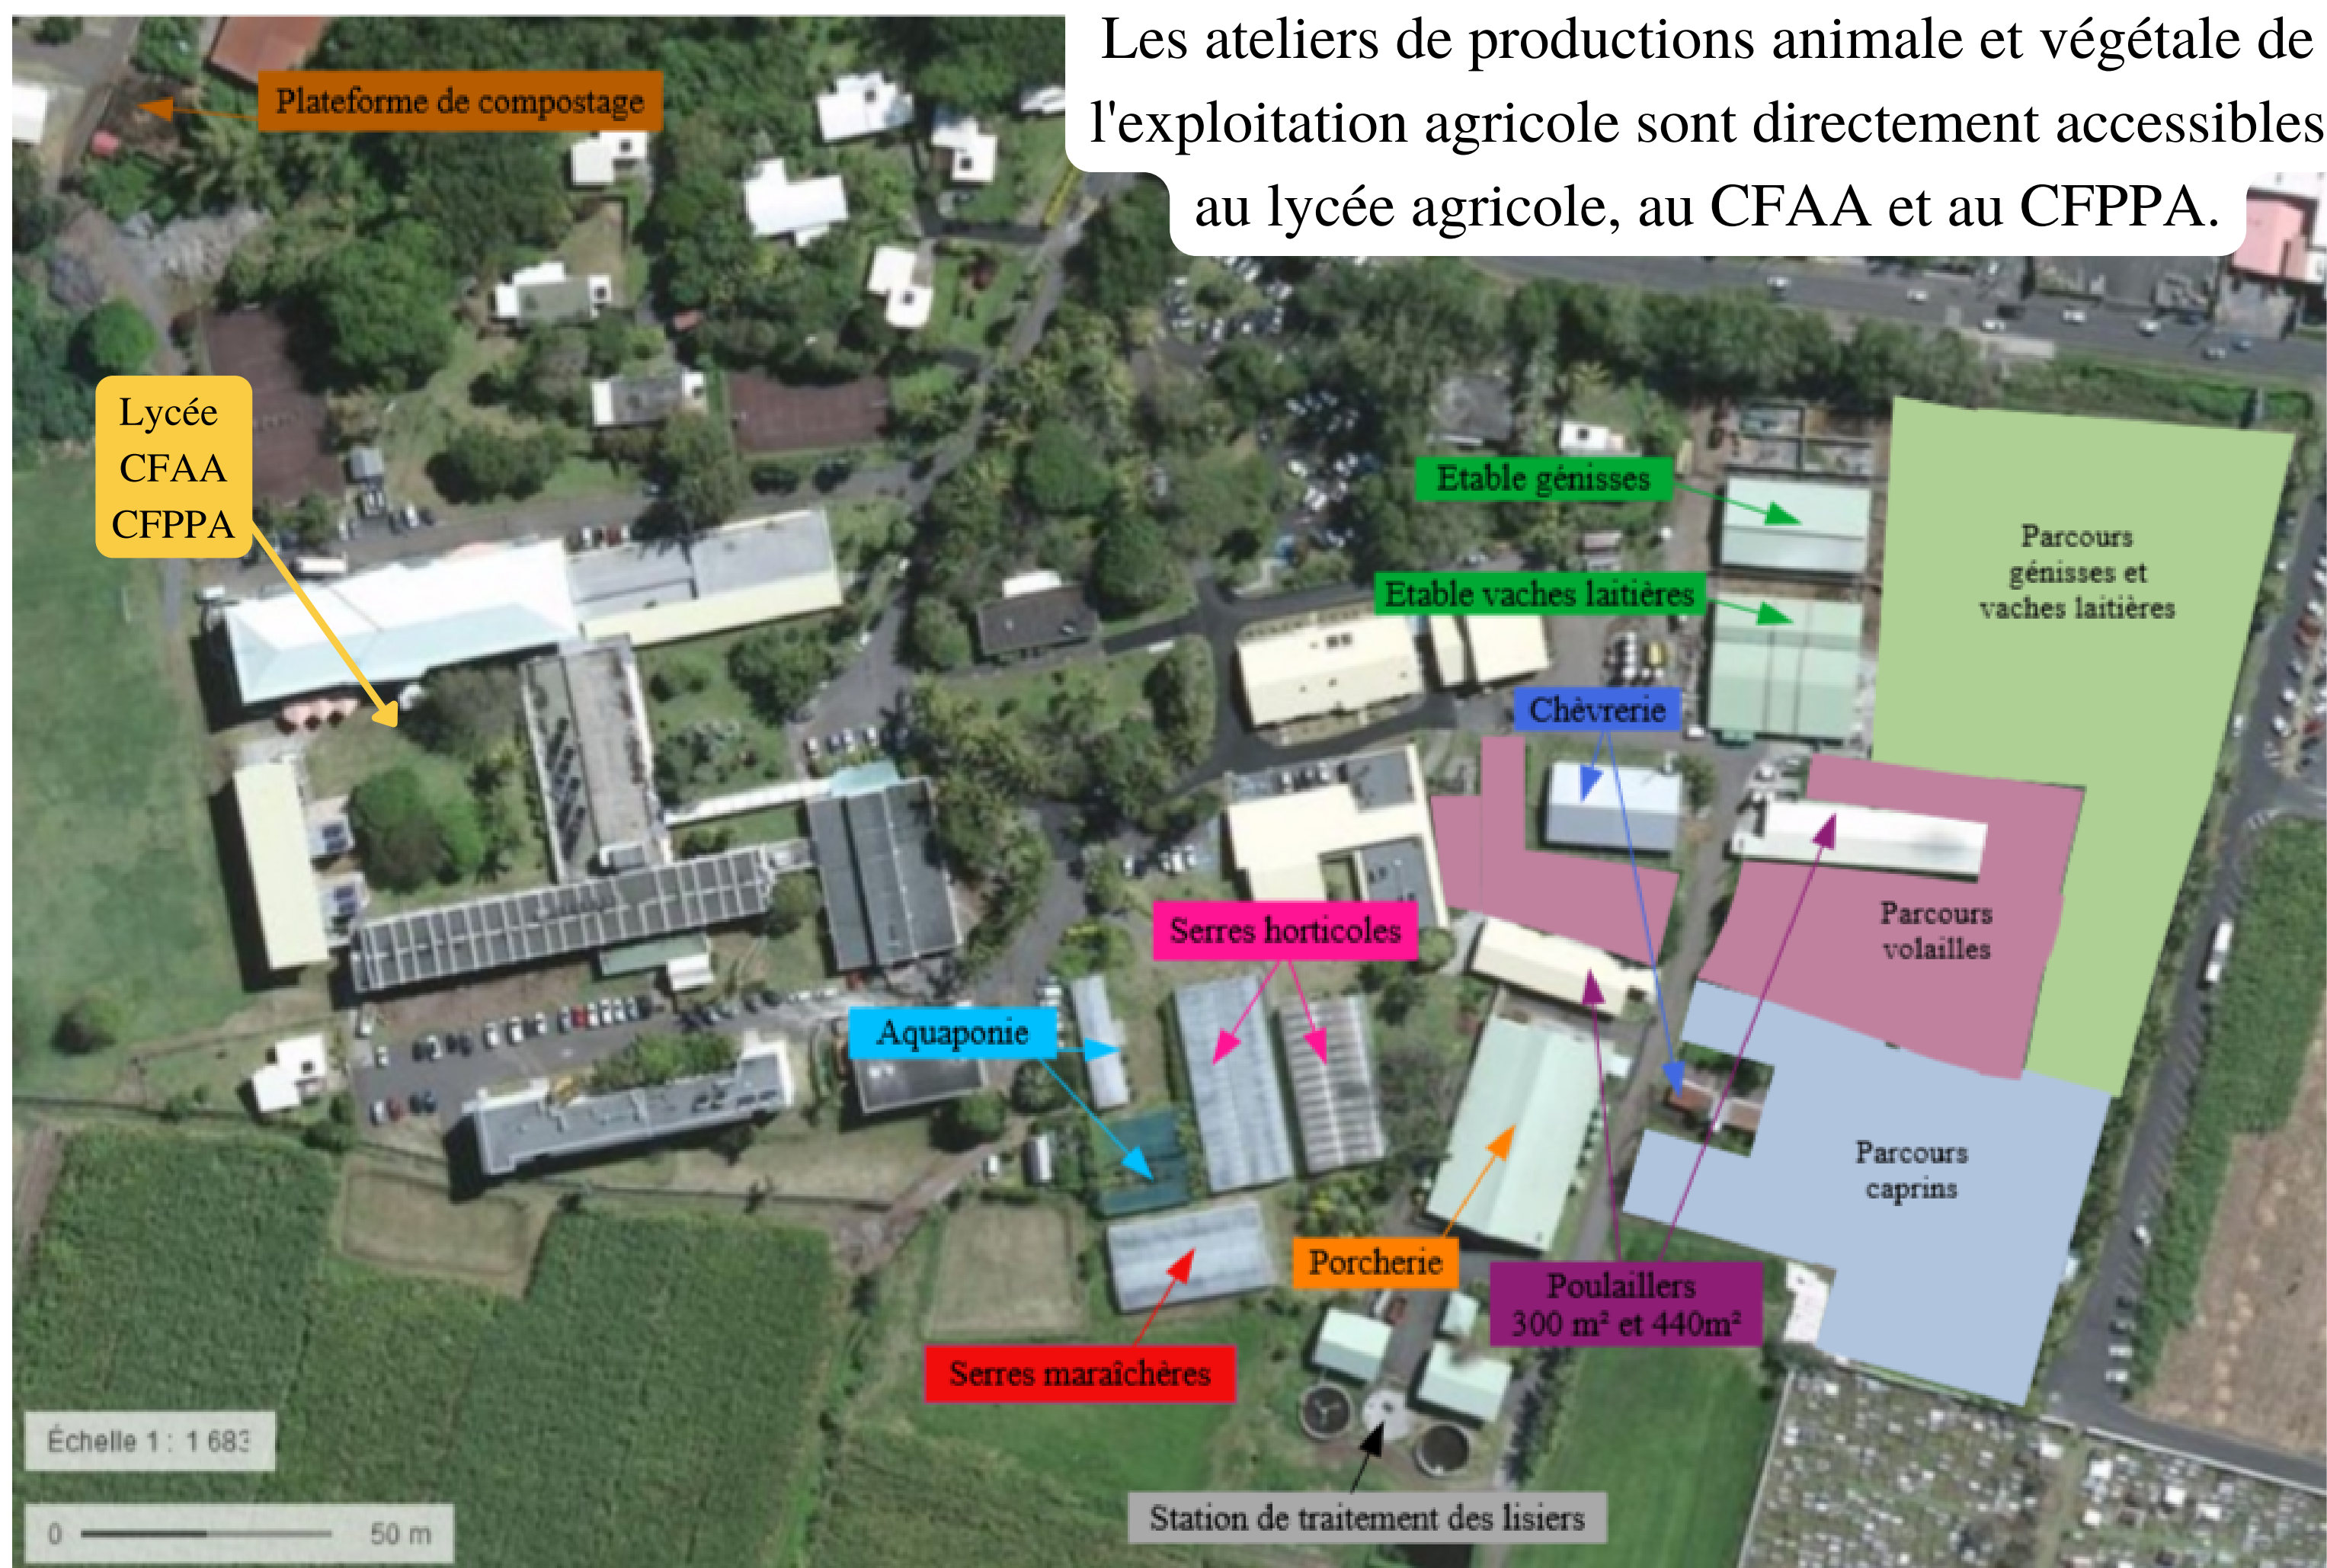 Les ateliers de productions animale et végétale de
l'exploitation agricole sont directement accessibles
au lycée agricole, au CFAA et au CFPPA.
Plateforme de compostage
Lycée
CFAA
CFPPA
Etable génisses
Parcours
génisses et
vaches laitières
Etable vaches laitières
Chèvrerie
Serres horticoles
Parcours
volailles
Aquaponie
Parcours
caprins
Porcherie
Poulaillers
300 m² et 440m²
Serres maraîchères
Échelle 1 : 1 683
Station de traitement des lisiers
0 50 m